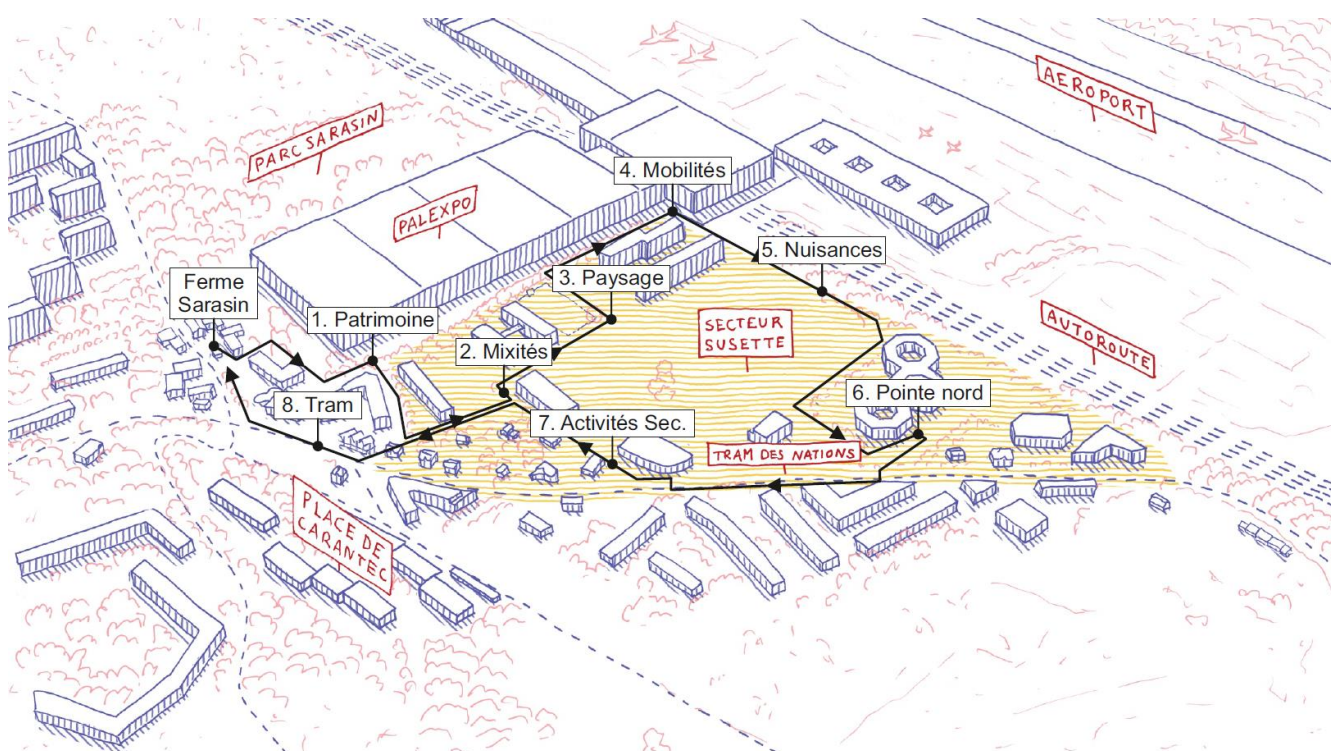 AEROPORT
PARC SARASIN
4. Mobilités
PALEXPO
5. Nuisances
3. Paysage
Ferme
Sarasin
1. Patrimoine
SECTEUR
SUSETTE
AUTOROUTE
2. Mixités
6. Pointe nord
8. Tram
7. Activités Sec.
TRAM DES NATIONS
PLACE DE
CARANTEC